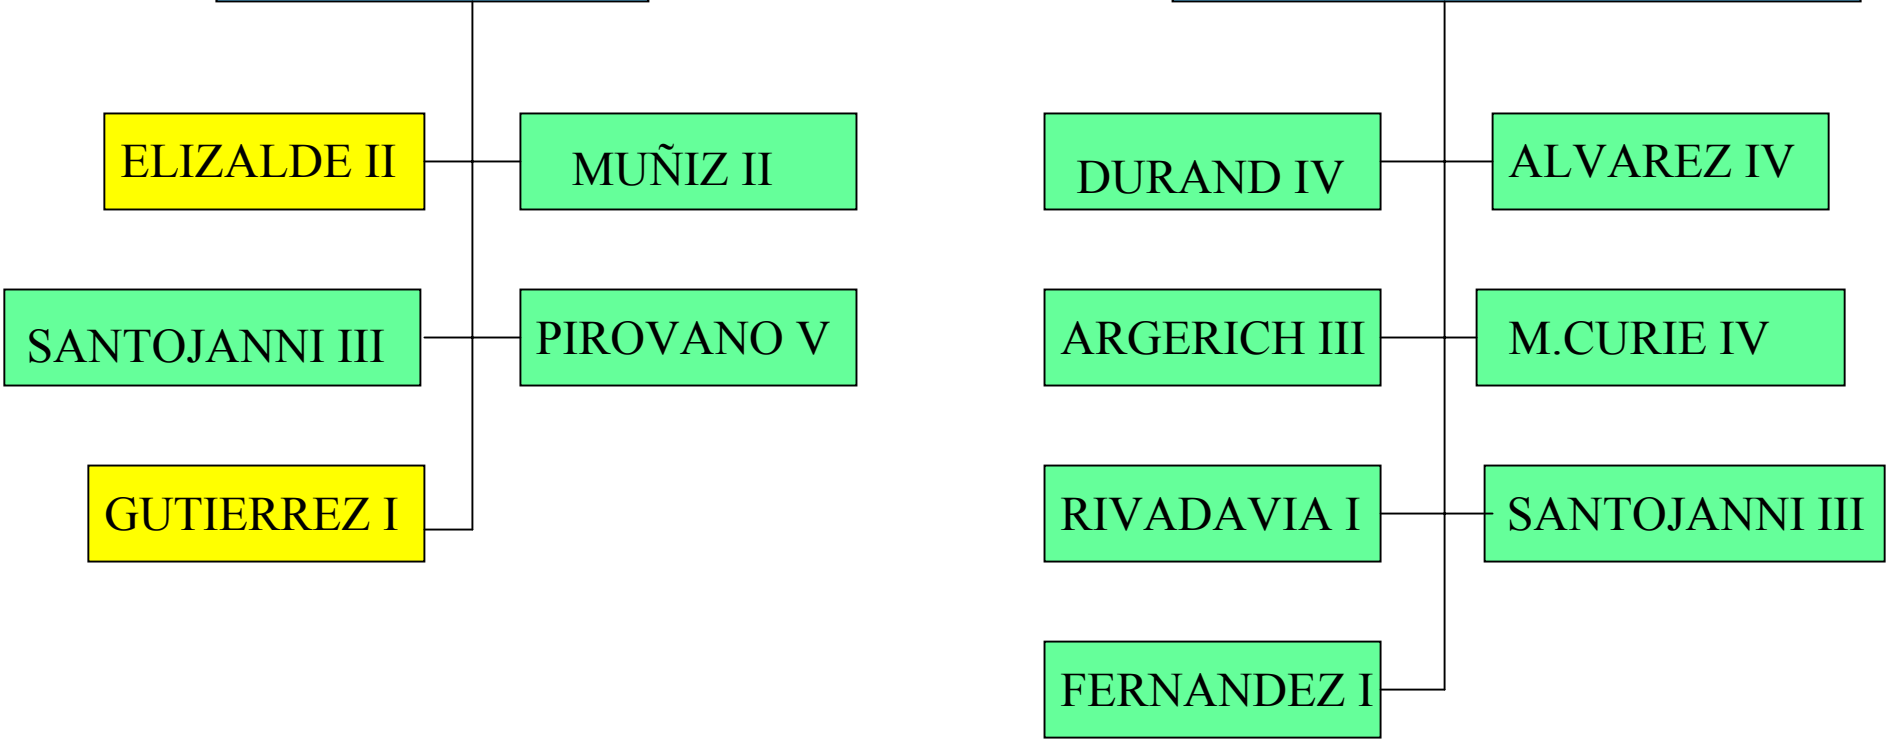 ELIZALDE II
MUÑIZ II
SANTOJANNI III
PIROVANO V
GUTIERREZ I
DURAND IV
ALVAREZ IV
ARGERICH III
M.CURIE IV
RIVADAVIA I
SANTOJANNI III
FERNANDEZ I